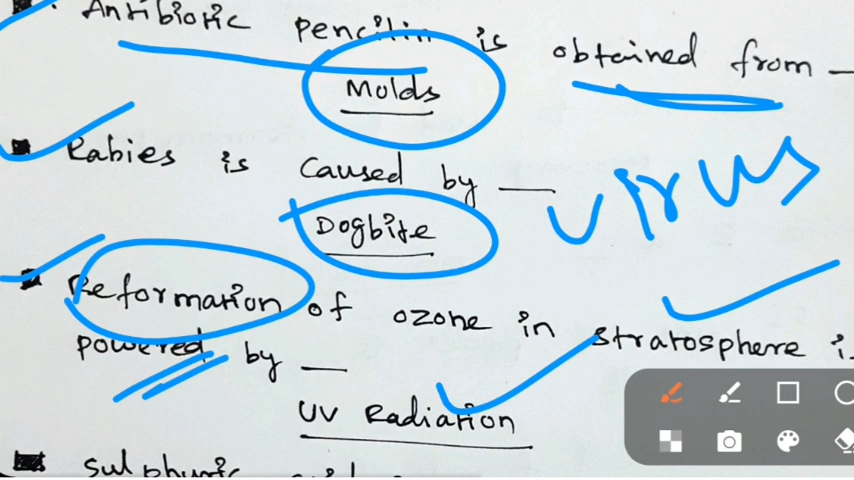 Antibiotic Pencilin is obtained from —
Molds
Rabies is caused by —
virus
Dogbite
Reformation of ozone in stratosphere
powered by —
UV Radiation
sulphuric